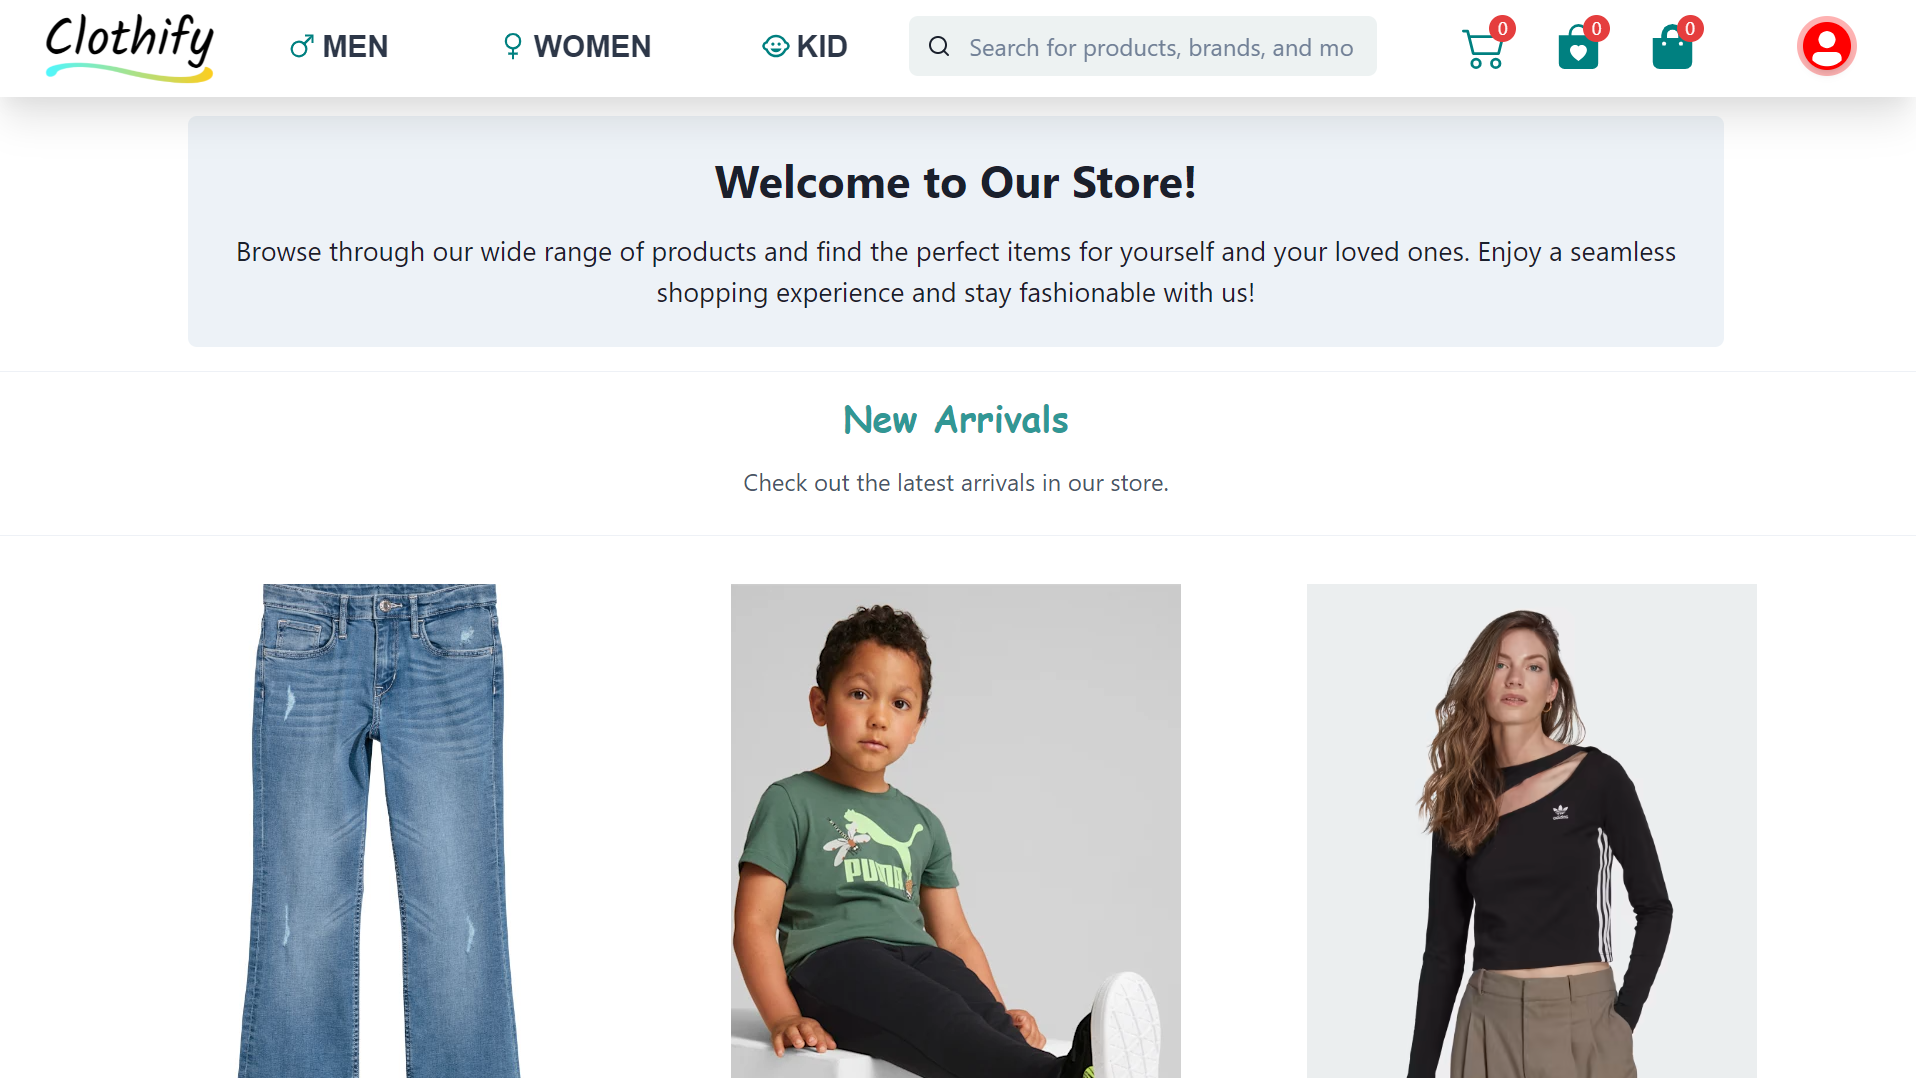 Clothify
MEN
WOMEN
KID
Search for products, brands, and mo
0
0
0
Welcome to Our Store!
Browse through our wide range of products and find the perfect items for yourself and your loved ones. Enjoy a seamless
shopping experience and stay fashionable with us!
New Arrivals
Check out the latest arrivals in our store.
PUMA
adidas